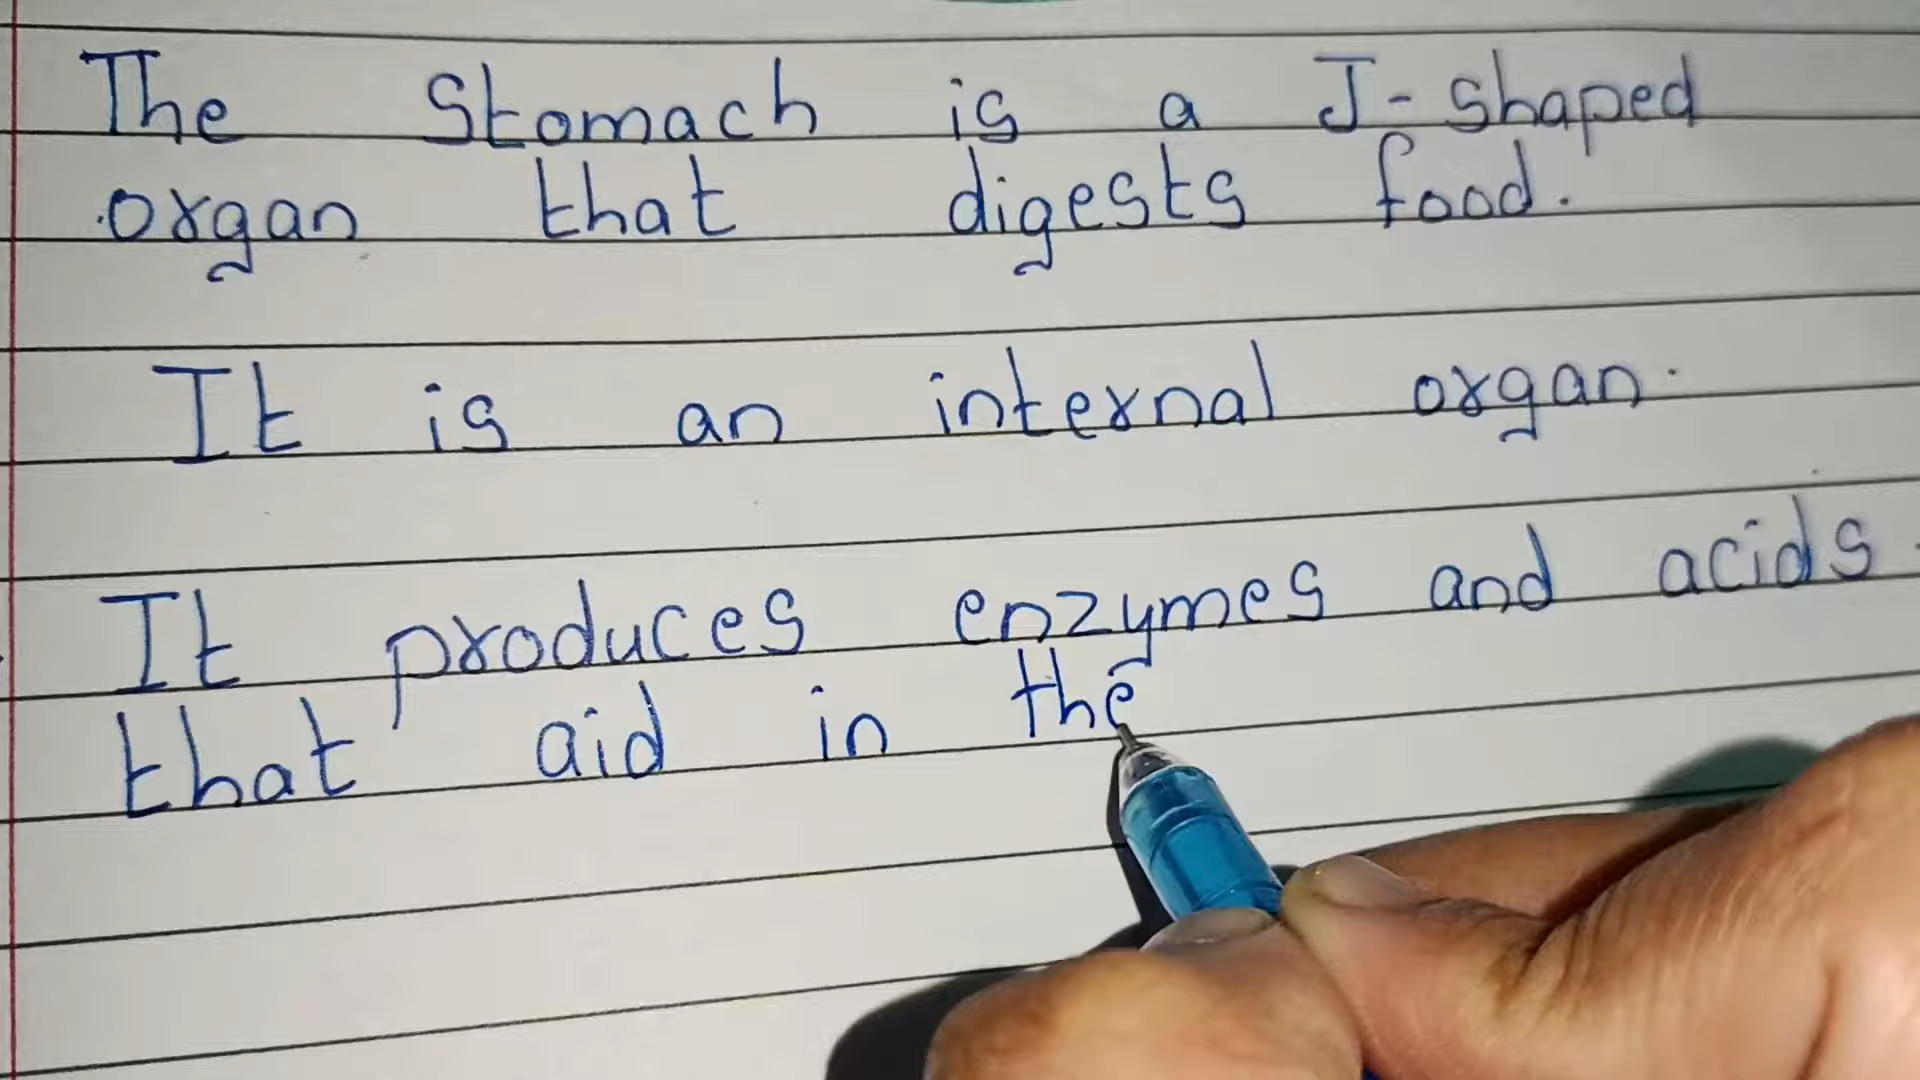 The Stomach is a J-shaped
organ that digests food.
It is an internal organ.
It produces enzymes and acids
that aid in the